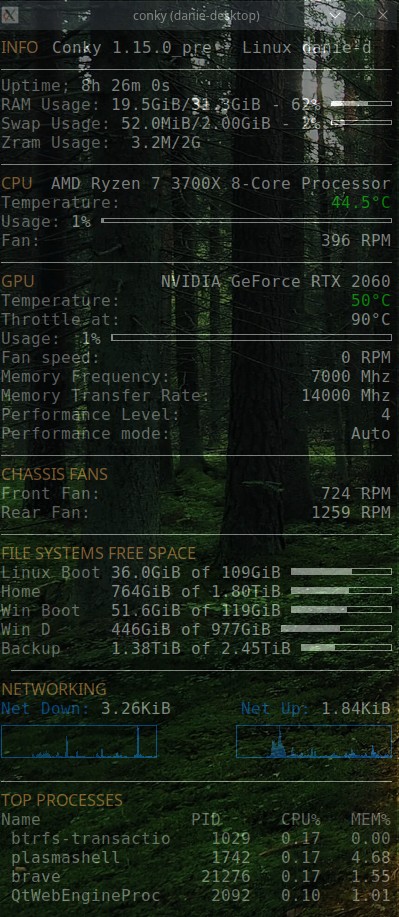 conky (danie-desktop)
INFO Conky 1.15.0_pre Linux danie-d
Uptime: 8h 26m 0s
RAM Usage: 19.5GiB/31.3GiB - 62%
Swap Usage: 52.0MiB/2.00GiB - 2%
Zram Usage: 3.2M/2G
CPU AMD Ryzen 7 3700X 8-Core Processor
Temperature: 44.5°C
Usage: 1%
Fan: 396 RPM
GPU NVIDIA GeForce RTX 2060
Temperature: 50°C
Throttle at: 90°C
Usage: 1%
Fan speed: 0 RPM
Memory Frequency: 7000 Mhz
Memory Transfer Rate: 14000 Mhz
Performance Level: 4
Performance mode: Auto
CHASSIS FANS
Front Fan: 724 RPM
Rear Fan: 1259 RPM
FILE SYSTEMS FREE SPACE
Linux Boot 36.0GiB of 109GiB
Home 764GiB of 1.80TiB
Win Boot 51.6GiB of 119GiB
Win D 446GiB of 977GiB
Backup 1.38TiB of 2.45TiB
NETWORKING
Net Down: 3.26KiB Net Up: 1.84KiB
TOP PROCESSES
Name PID CPU% MEM%
btrfs-transactio 1029 0.17 0.00
plasmashell 1742 0.17 4.68
brave 21276 0.17 1.55
QtWebEngineProc 2092 0.10 1.01